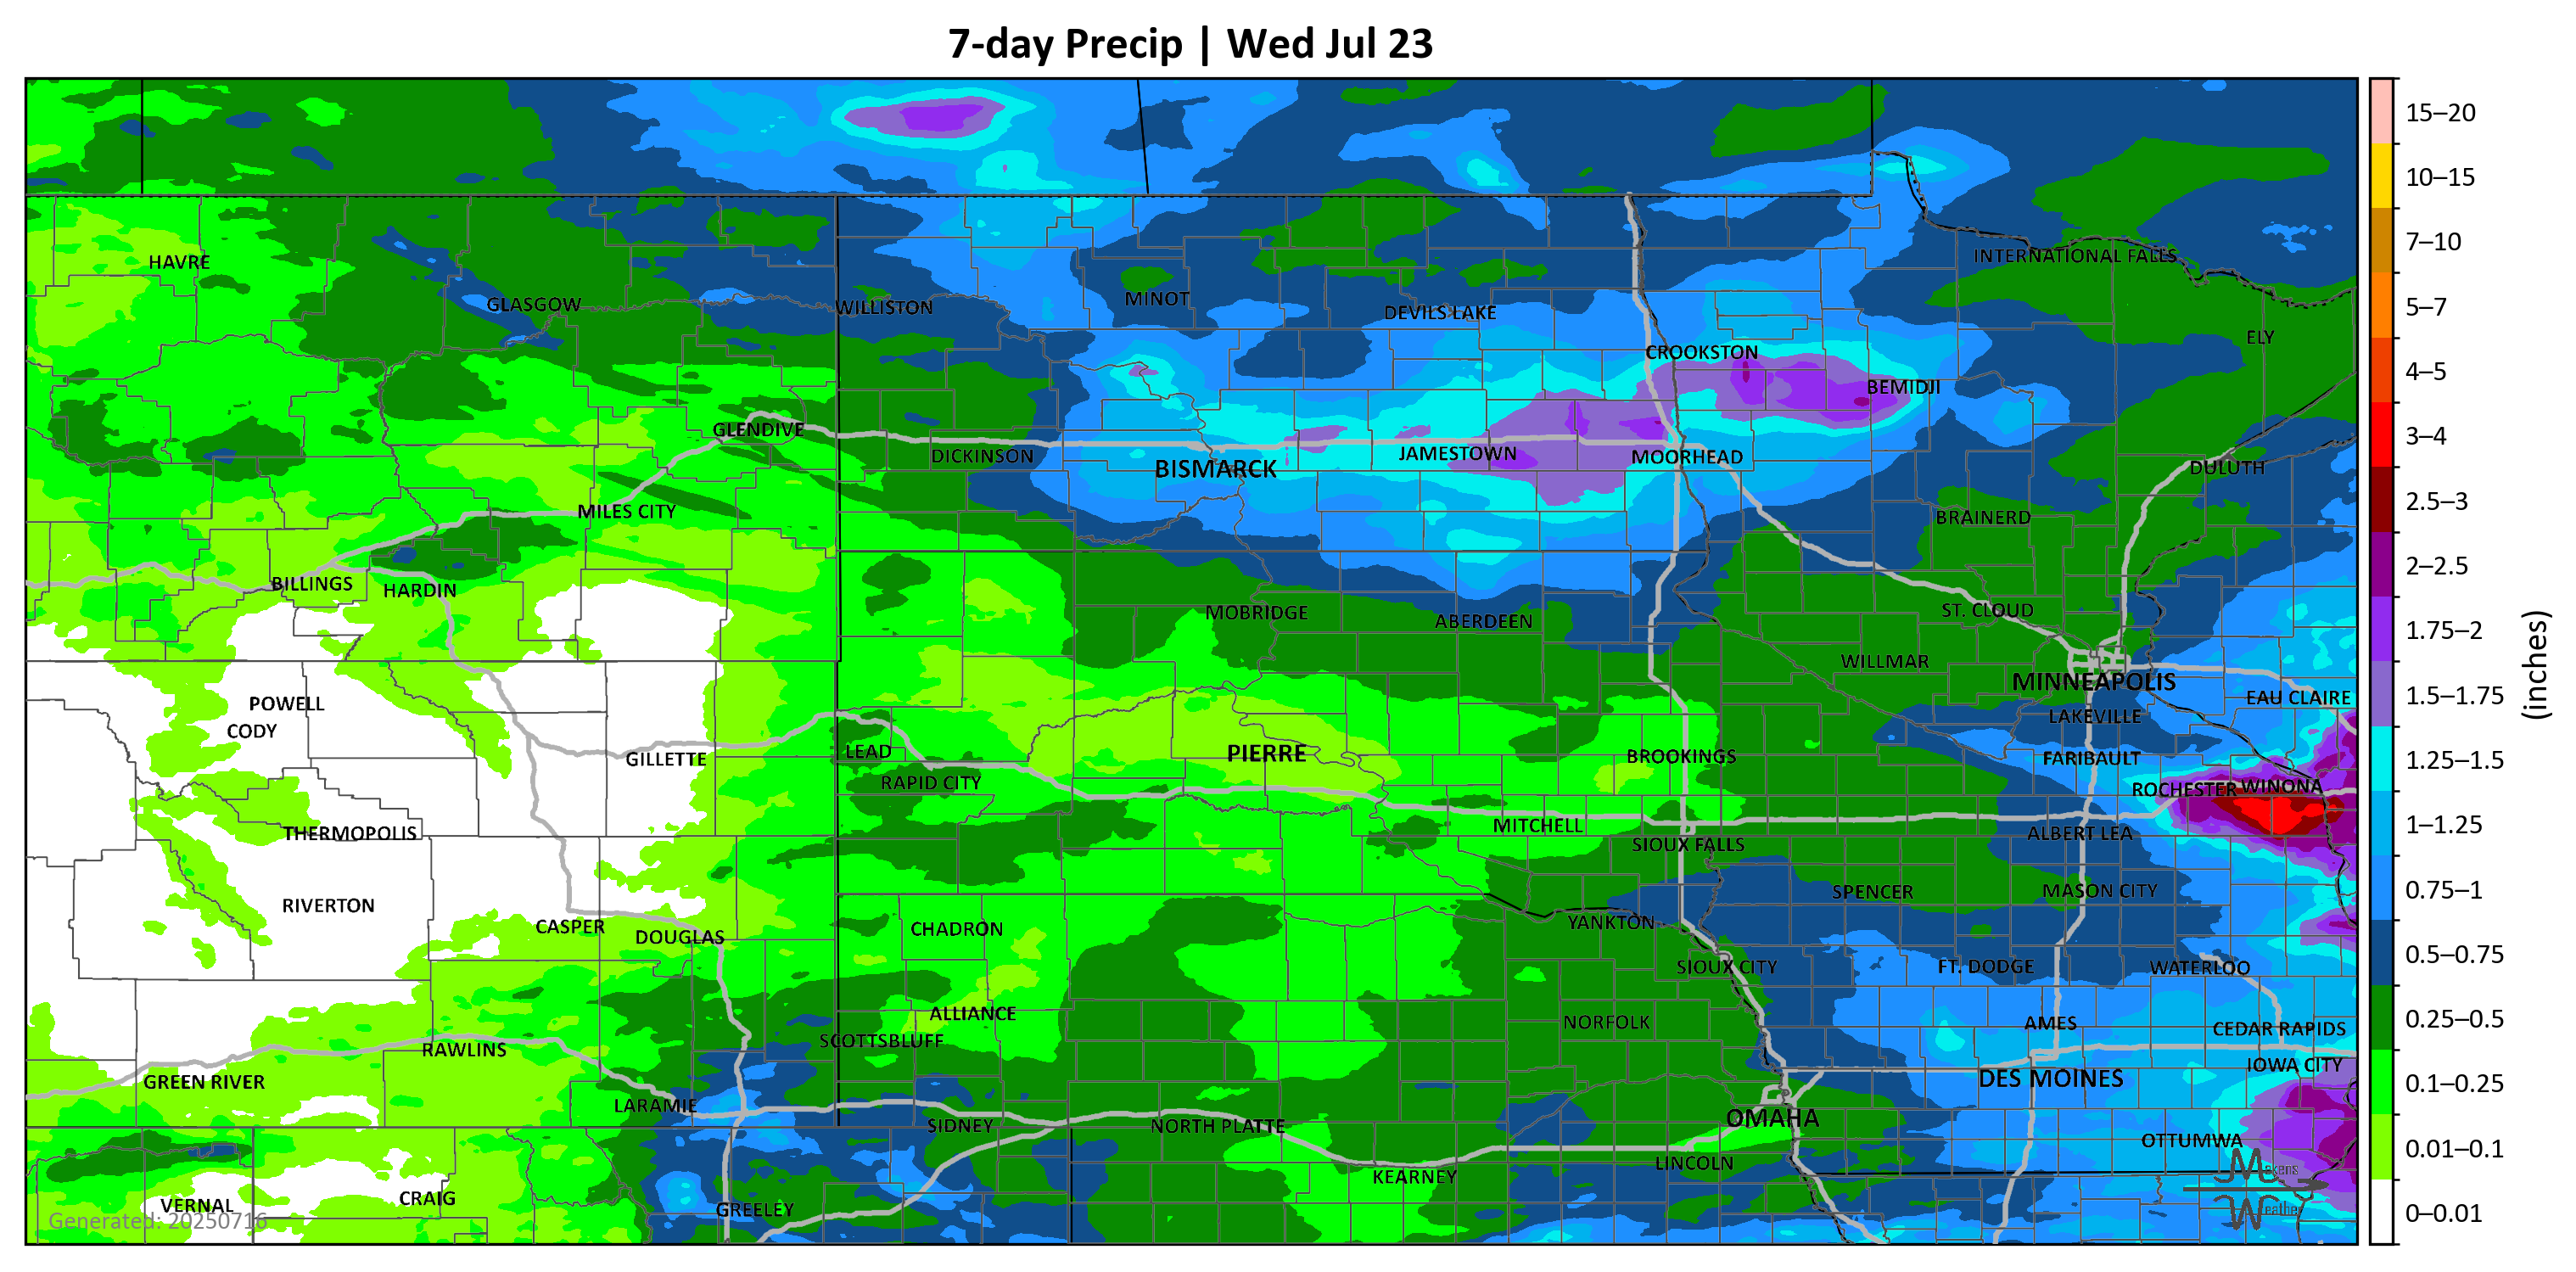 7-day Precip | Wed Jul 23
15–20
10–15
7–10
5–7
4–5
3–4
2.5–3
2–2.5
1.75–2
1.5–1.75
1.25–1.5
1–1.25
0.75–1
0.5–0.75
0.25–0.5
0.1–0.25
0.01–0.1
0–0.01
(inches)
HAVRE
INTERNATIONAL FALLS
GLASGOW
WILLISTON
MINOT
DEVILS LAKE
ELY
CROOKSTON
BEMIDJI
GLENDIVE
DICKINSON
BISMARCK
JAMESTOWN
MOORHEAD
DULUTH
MILES CITY
BRAINERD
BILLINGS
HARDIN
MOBRIDGE
ABERDEEN
ST. CLOUD
WILLMAR
MINNEAPOLIS
POWELL
EAU CLAIRE
CODY
LAKEVILLE
GILLETTE
LEAD
PIERRE
BROOKINGS
FARIBAULT
RAPID CITY
ROCHESTER
WINONA
THERMOPOLIS
MITCHELL
ALBERT LEA
SIOUX FALLS
RIVERTON
SPENCER
MASON CITY
CASPER
DOUGLAS
CHADRON
YANKTON
SIOUX CITY
FT. DODGE
WATERLOO
ALLIANCE
NORFOLK
AMES
CEDAR RAPIDS
SCOTTSBLUFF
RAWLINS
IOWA CITY
GREEN RIVER
DES MOINES
LARAMIE
SIDNEY
NORTH PLATTE
OMAHA
OTTUMWA
LINCOLN
KEARNEY
VERNAL
CRAIG
GREELEY
Generated: 20250716
Makens
Weather